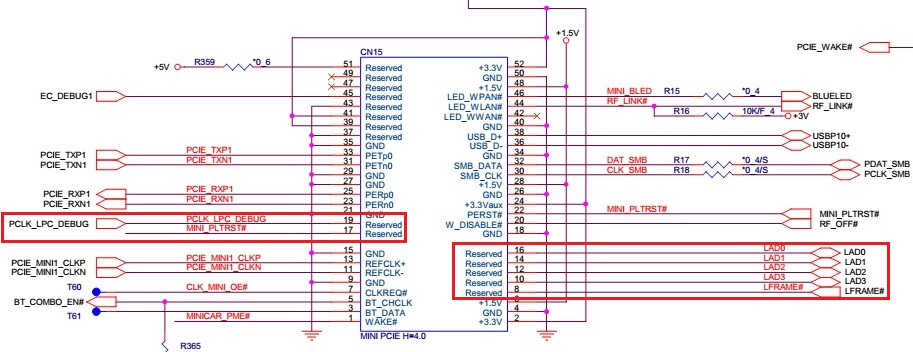 +1.5V
PCIE_WAKE#
CN15
+5V R359 *0_6 51 Reserved +3.3V 52
49 Reserved GND 50
47 Reserved +1.5V 48
EC_DEBUG1 45 Reserved LED_WPAN# 46 MINI_BLED R15 *0_4 BLUELED
43 Reserved LED_WLAN# 44 RF_LINK# RF_LINK#
41 Reserved LED_WWAN# 42 R16 10K/F_4 +3V
39 Reserved GND 40
37 Reserved USB_D+ 38 USBP10+
35 GND USB_D- 36 USBP10-
PCIE_TXP1 PCIE_TXP1 33 PETp0 GND 34
PCIE_TXN1 PCIE_TXN1 31 PETn0 SMB_DATA 32 DAT_SMB R17 *0_4/S PDAT_SMB
29 GND SMB_CLK 30 CLK_SMB R18 *0_4/S PCLK_SMB
27 GND +1.5V 28
PCIE_RXP1 PCIE_RXP1 25 PERp0 GND 26
PCIE_RXN1 PCIE_RXN1 23 PERn0 +3.3Vaux 24
21 GND PERST# 22 MINI_PLTRST# MINI_PLTRST#
PCLK_LPC_DEBUG PCLK_LPC_DEBUG 19 Reserved W_DISABLE# 20 RF_OFF#
MINI_PLTRST# 17 Reserved GND 18
15 GND Reserved 16 LAD0 LAD0
PCIE_MINI1_CLKP PCIE_MINI1_CLKP 13 REFCLK+ Reserved 14 LAD1 LAD1
PCIE_MINI1_CLKN PCIE_MINI1_CLKN 11 REFCLK- Reserved 12 LAD2 LAD2
9 GND Reserved 10 LAD3 LAD3
T60 CLK_MINI_OE# 7 CLKREQ# Reserved 8 LFRAME# LFRAME#
BT_COMBO_EN# 5 BT_CHCLK +1.5V 6
T61 3 BT_DATA GND 4
MINICAR_PME# 1 WAKE# +3.3V 2
MINI PCIE H=4.0
R365